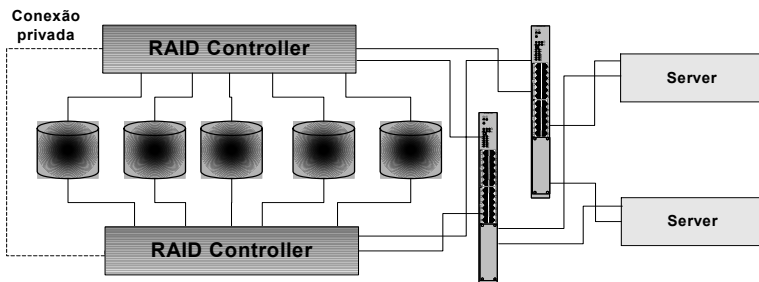 Conexão
privada
RAID Controller
Server
Server
RAID Controller